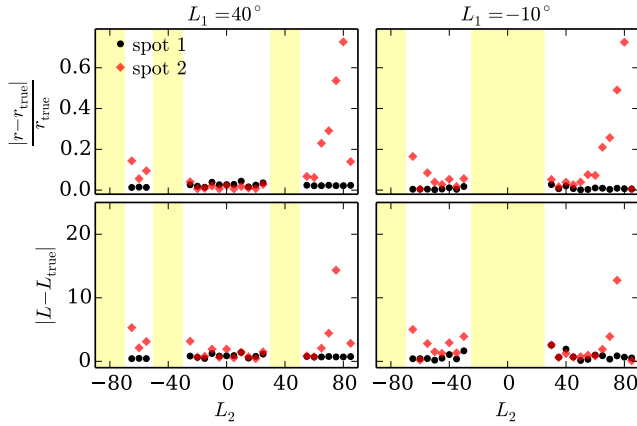 L₁ = 40° L₁ = −10°
spot 1
spot 2
|r−r_true| / r_true
0.6
0.4
0.2
0.0
|L−L_true|
20
10
0
−80 −40 0 40 80 −80 −40 0 40 80
L₂ L₂